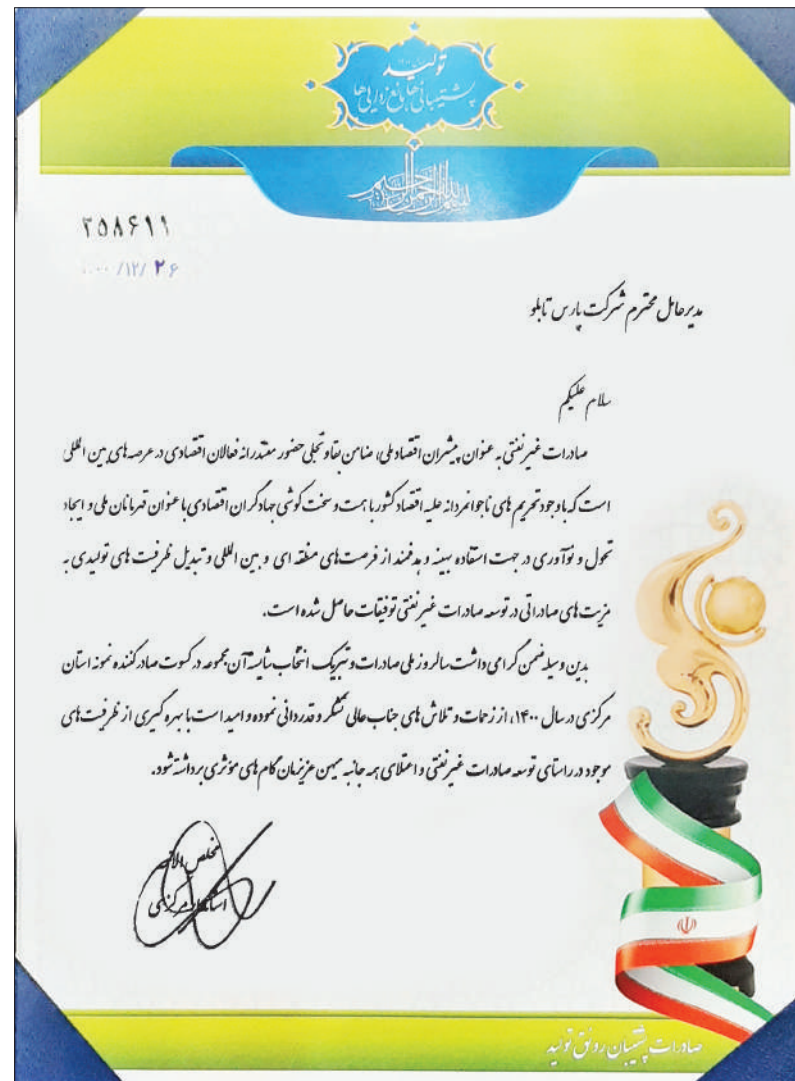 تولید
پشتیبانی‌ها مانع زدایی‌ها
بسم الله الرحمن الرحیم
۲۵۸۶۱۱
۱۴۰۰/۱۲/۲۶
مدیرعامل محترم شرکت پارس تابلو
سلام علیکم
صادرات غیرنفتی به عنوان پیشران اقتصاد ملی، ضامن بقاء و تجلی حضور مقتدرانه فعالان اقتصادی در عرصه های بین المللی
است که باوجود تحریم های ناجوانمردانه علیه اقتصاد کشور با همت و سخت کوشی جهادگران اقتصادی با عنوان قهرمانان ملی و ایجاد
تحول و نوآوری در جهت استفاده بهینه و هدفمند از فرصت های منطقه ای و بین المللی و تبدیل ظرفیت های تولیدی به
مزیت های صادراتی در توسعه صادرات غیرنفتی توفیقات حاصل شده است.
بدین وسیله ضمن گرامی داشت سالروز ملی صادرات و تبریک انتخاب شایسته آن مجموعه در کسوت صادرکننده نمونه استان
مرکزی در سال ۱۴۰۰، از زحمات و تلاش های جناب عالی تشکر و قدردانی نموده و امید است با بهره گیری از ظرفیت های
موجود در راستای توسعه صادرات غیرنفتی و اعتلای همه جانبه میهن عزیزمان گام های مؤثری برداشته شود.
مخلص
استاندار مرکزی
صادرات پشتیبان رونق تولید